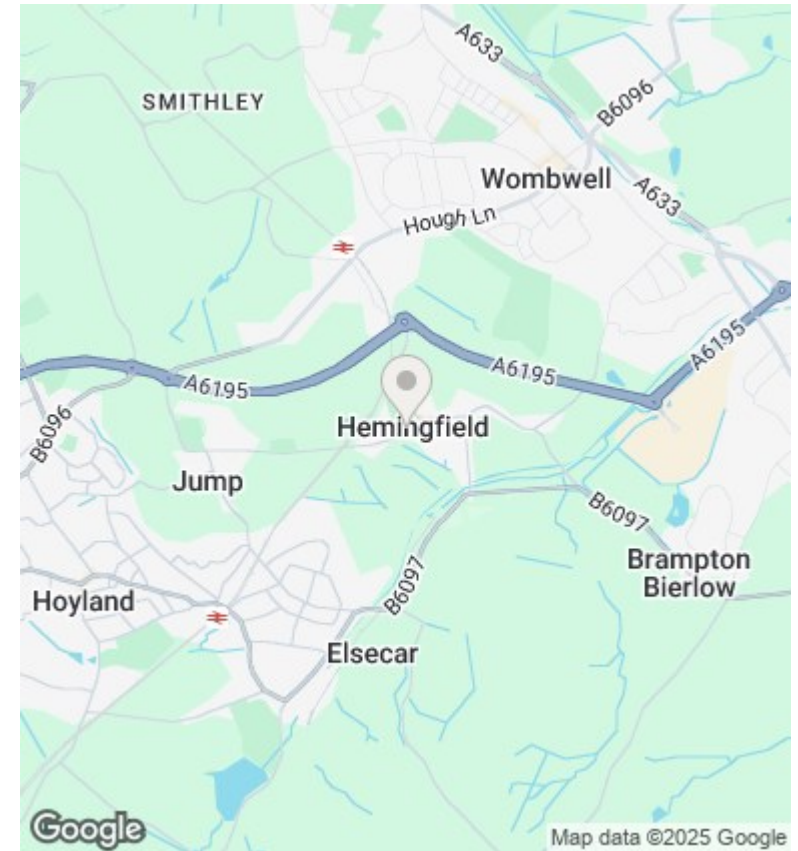 A633
SMITHLEY
B6096
Wombwell
A633
Hough Ln
A6195
A6195
A6195
B6096
Hemingfield
Jump
B6097
Brampton
Bierlow
Hoyland
B6097
Elsecar
Google
Map data ©2025 Google